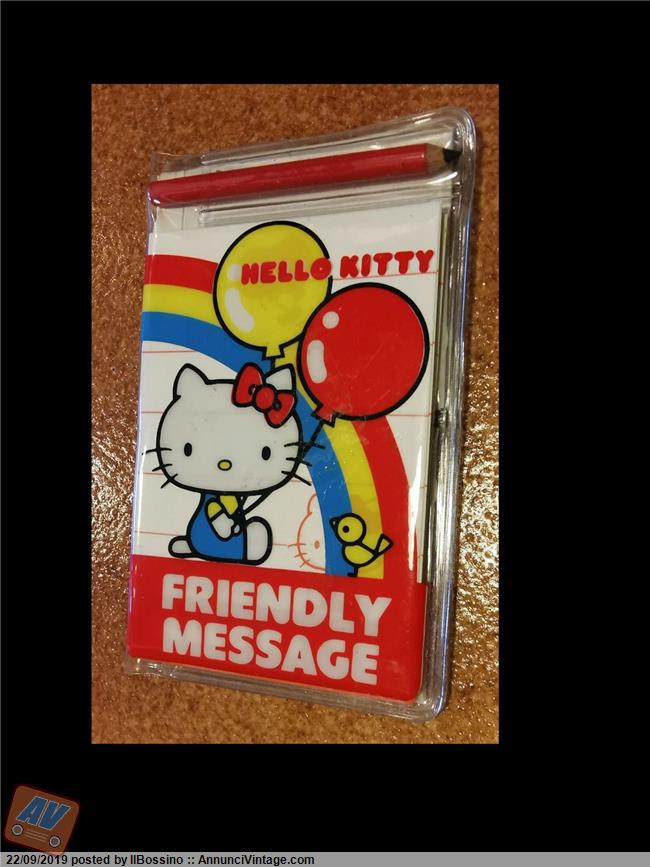 HELLO KITTY
FRIENDLY
MESSAGE
AV
22/09/2019 posted by IlBossino :: AnnunciVintage.com